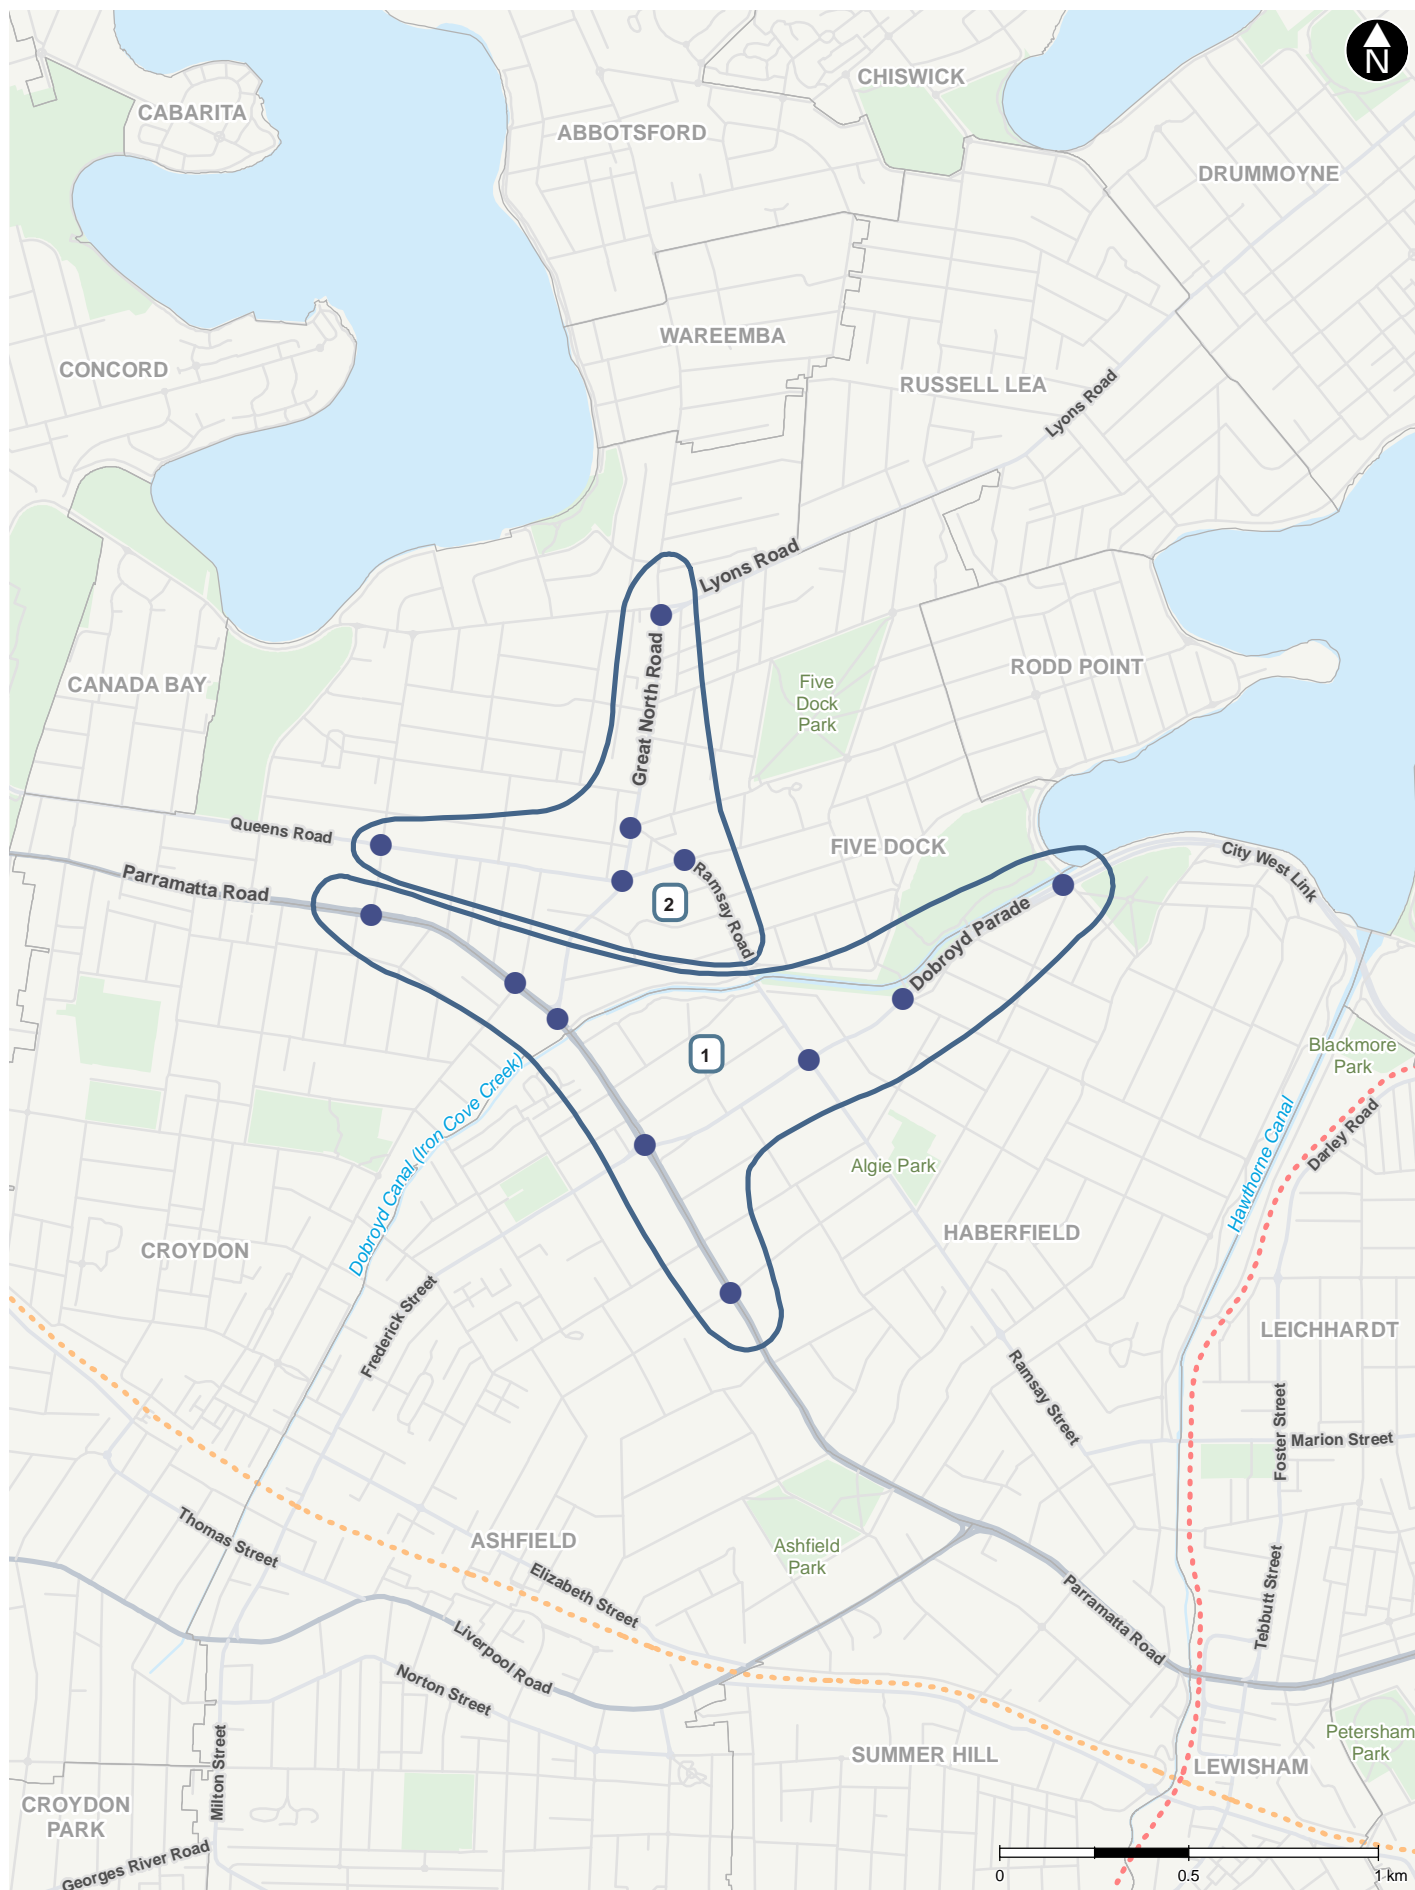 N
CHISWICK
CABARITA
ABBOTSFORD
DRUMMOYNE
WAREEMBA
CONCORD
RUSSELL LEA
Lyons Road
Lyons Road
Great North Road
RODD POINT
CANADA BAY
Five
Dock
Park
Queens Road
FIVE DOCK
City West Link
Parramatta Road
Ramsay Road
2
Dobroyd Parade
1
Blackmore
Park
Dobroyd Canal (Iron Cove Creek)
Darley Road
Hawthorne Canal
Algie Park
HABERFIELD
CROYDON
Frederick Street
LEICHHARDT
Ramsay Street
Foster Street
Marion Street
Thomas Street
ASHFIELD
Ashfield
Park
Elizabeth Street
Tebbutt Street
Parramatta Road
Liverpool Road
Norton Street
Petersham
Park
SUMMER HILL
LEWISHAM
Milton Street
CROYDON
PARK
Georges River Road
0
0.5
1 km